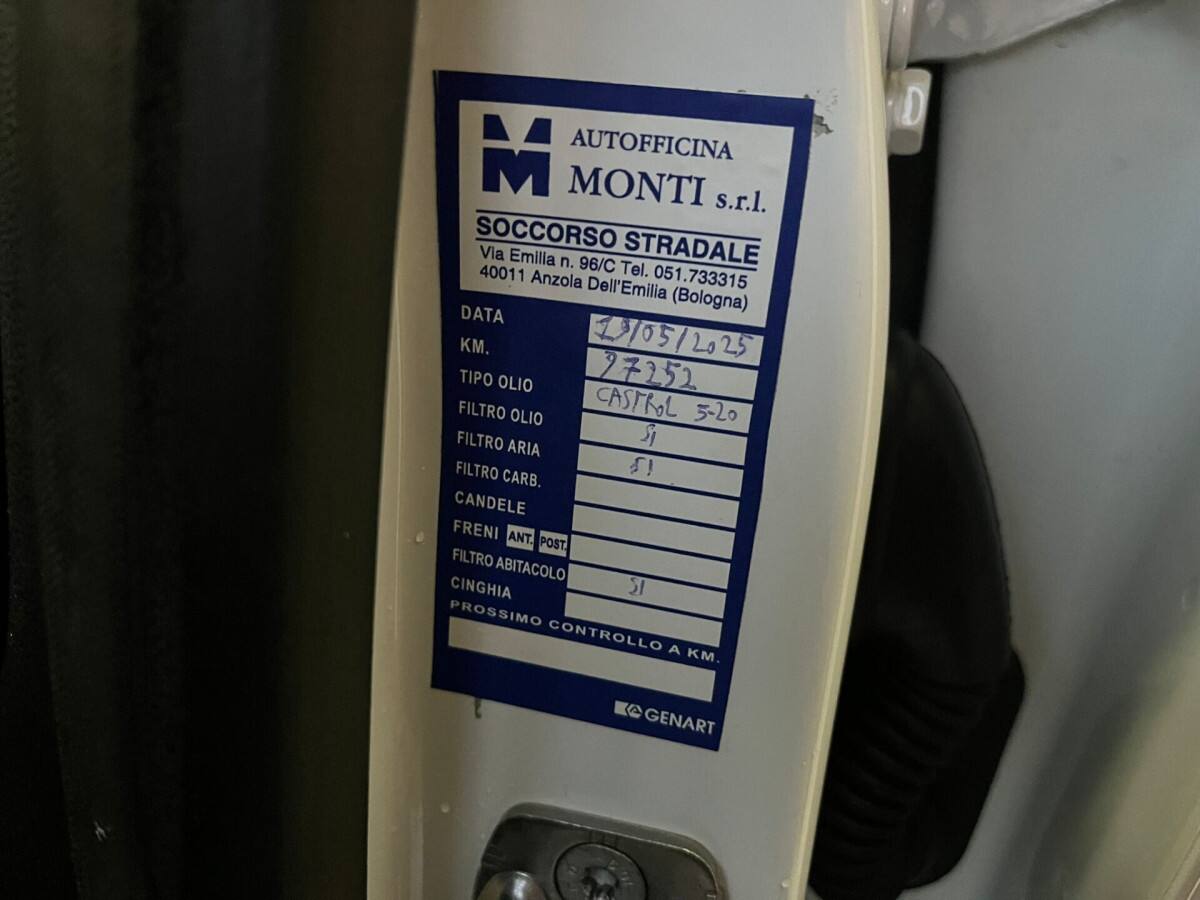 M
AUTOFFICINA
MONTI s.r.l.
SOCCORSO STRADALE
Via Emilia n. 96/C Tel. 051.733315
40011 Anzola Dell'Emilia (Bologna)
DATA 19/05/2025
KM. 97252
TIPO OLIO CASTROL 5-20
FILTRO OLIO SI
FILTRO ARIA SI
FILTRO CARB.
CANDELE
FRENI ANT. POST.
FILTRO ABITACOLO SI
CINGHIA
PROSSIMO CONTROLLO A KM.
GENART